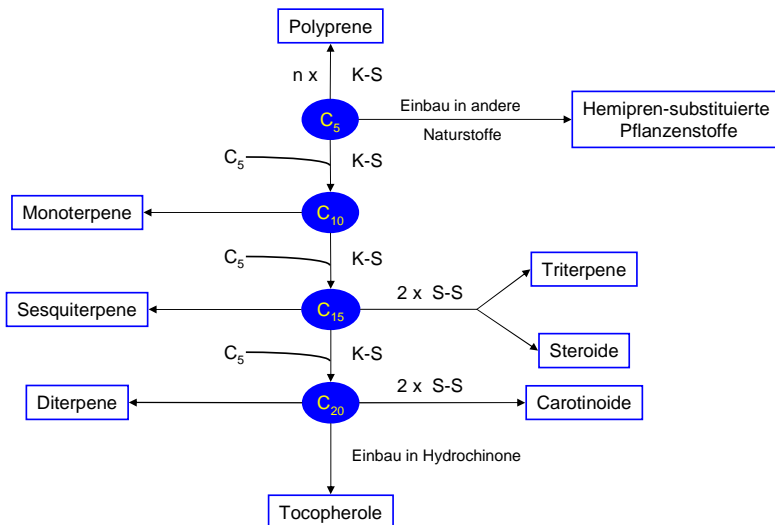 Polyprene
n x K-S
C₅
Einbau in andere
Naturstoffe
Hemipren-substituierte
Pflanzenstoffe
C₅ K-S
Monoterpene
C₁₀
C₅ K-S
Triterpene
Sesquiterpene
C₁₅
2 x S-S
Steroide
C₅ K-S
Diterpene
C₂₀
2 x S-S
Carotinoide
Einbau in Hydrochinone
Tocopherole